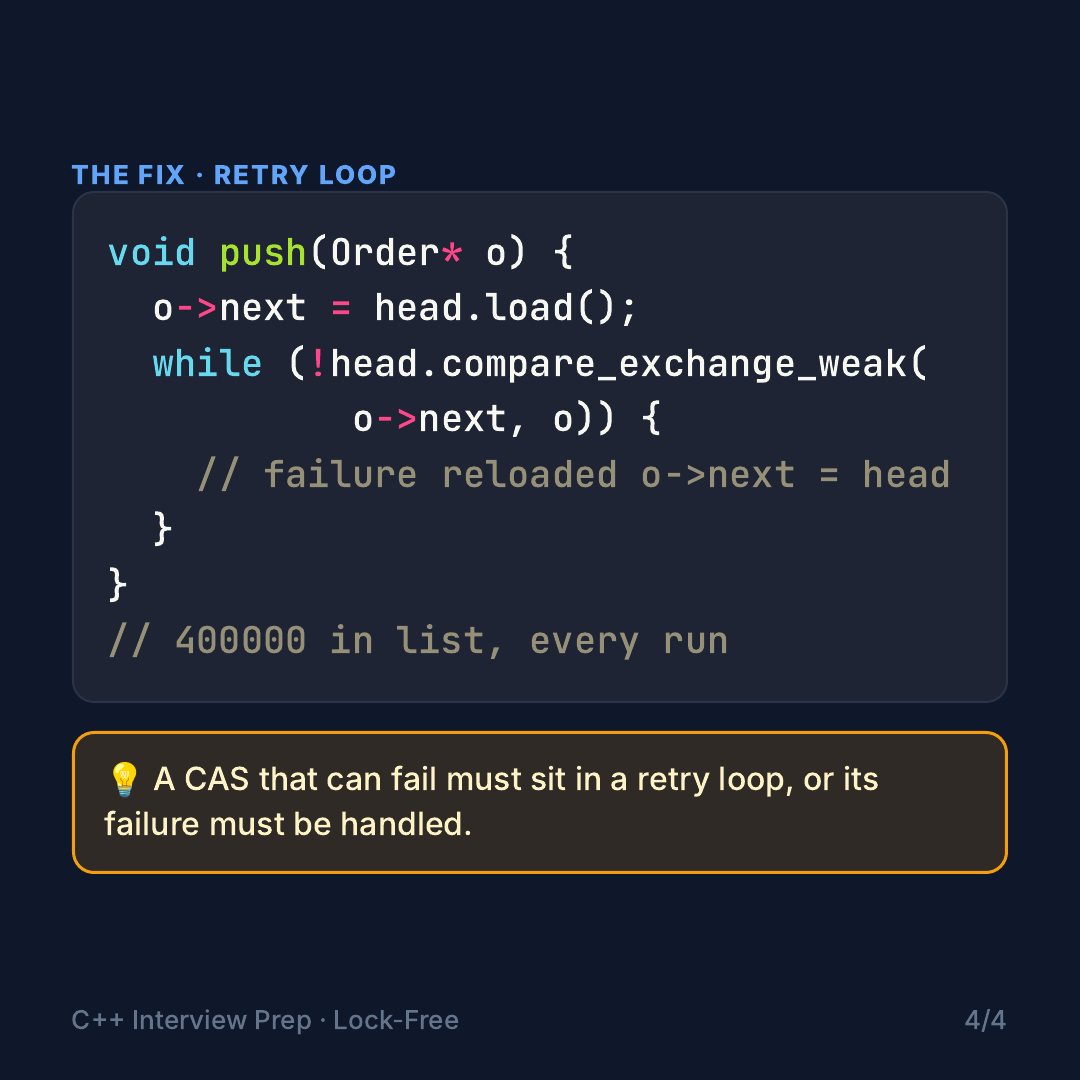 THE FIX · RETRY LOOP
void push(Order* o) {
  o->next = head.load();
  while (!head.compare_exchange_weak(
           o->next, o)) {
    // failure reloaded o->next = head
  }
}
// 400000 in list, every run
💡 A CAS that can fail must sit in a retry loop, or its
failure must be handled.
C++ Interview Prep · Lock-Free
4/4